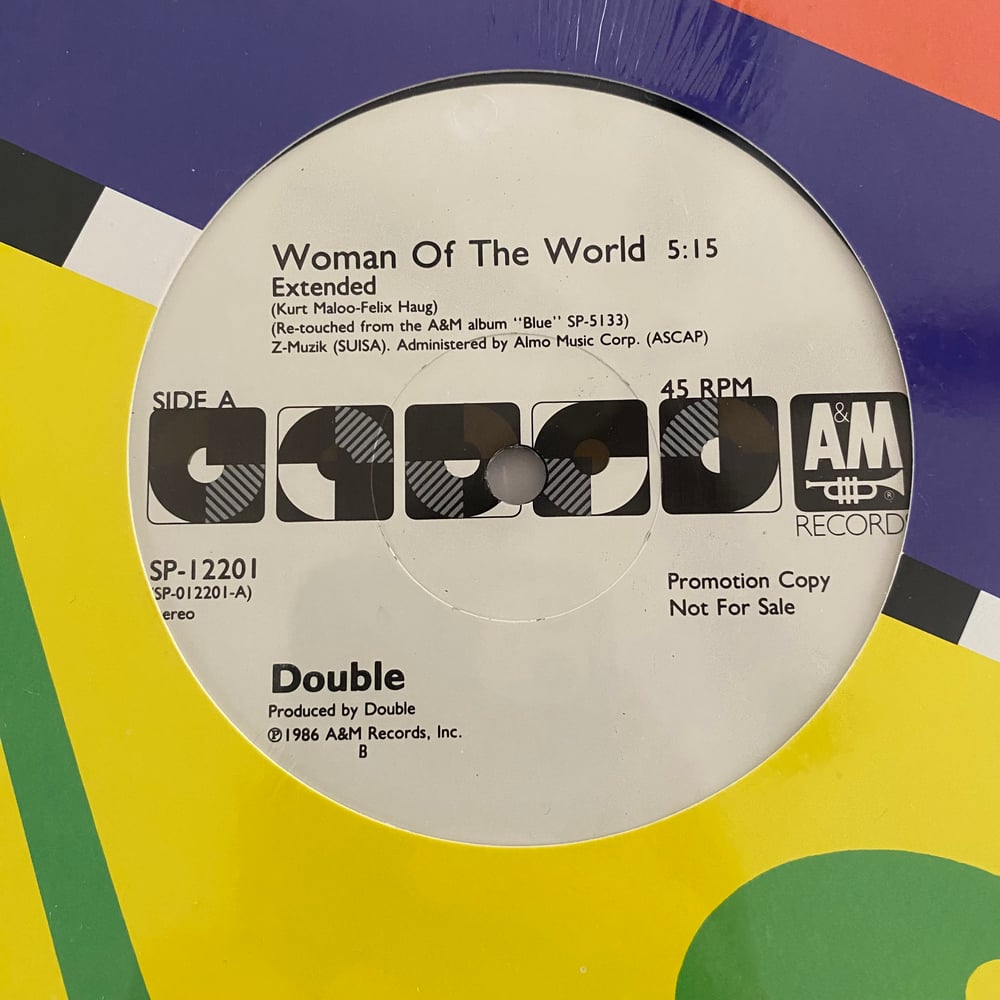 Woman Of The World 5:15
Extended
(Kurt Maloo-Felix Haug)
(Re-touched from the A&M album "Blue" SP-5133)
Z-Muzik (SUISA). Administered by Almo Music Corp. (ASCAP)
SIDE A 45 RPM
A&M
®
RECORD
SP-12201
SP-012201-A)
ereo
Promotion Copy
Not For Sale
Double
Produced by Double
℗1986 A&M Records, Inc.
B